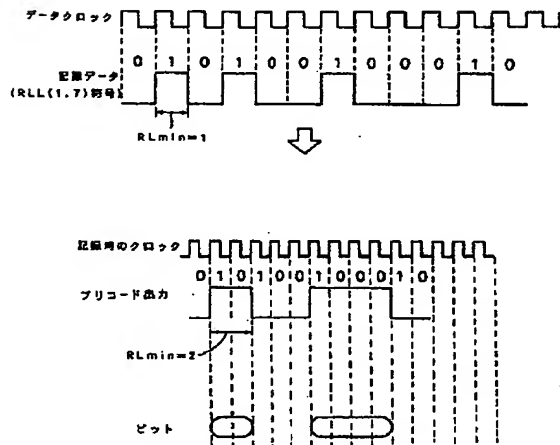 データクロック
0 1 0 1 0 0 1 0 0 0 1 0
記録データ
(RLL(1,7)符号)
RLmin=1
記録用のクロック
0 1 0 1 0 0 1 0 0 0 1 0
プリコード出力
RLmin=2
ピット